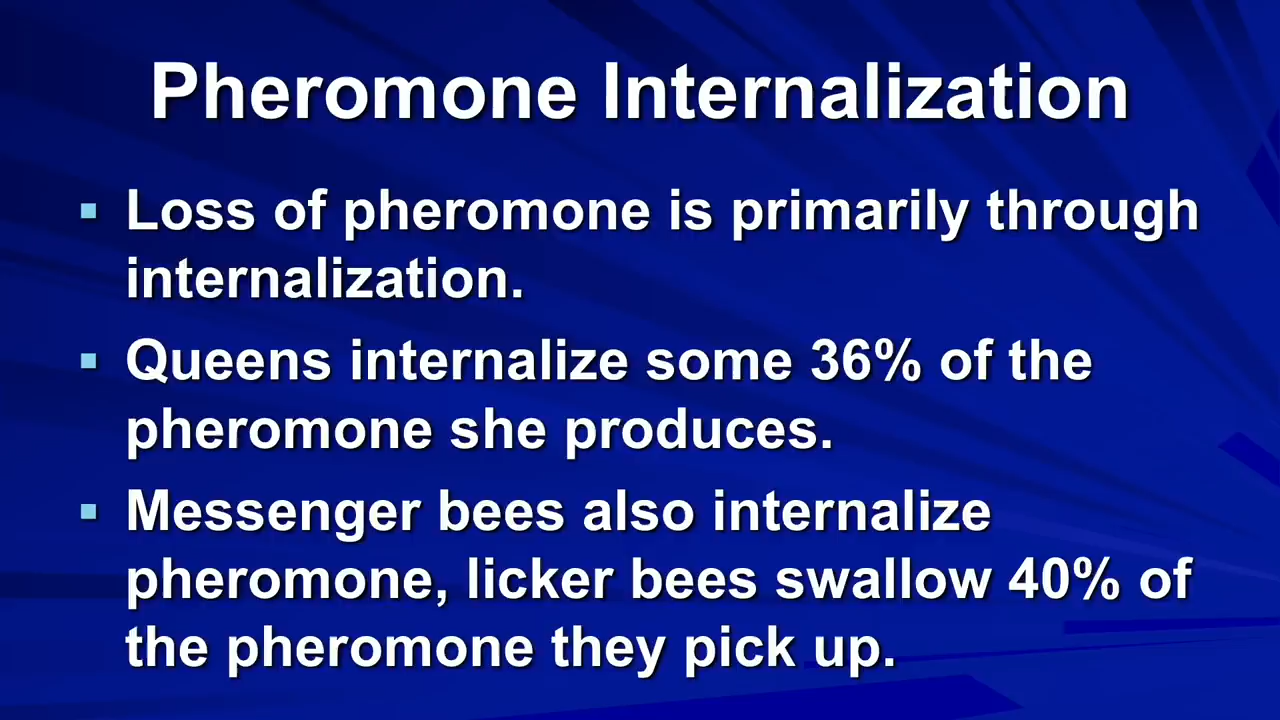 Pheromone Internalization
▪ Loss of pheromone is primarily through
internalization.
▪ Queens internalize some 36% of the
pheromone she produces.
▪ Messenger bees also internalize
pheromone, licker bees swallow 40% of
the pheromone they pick up.